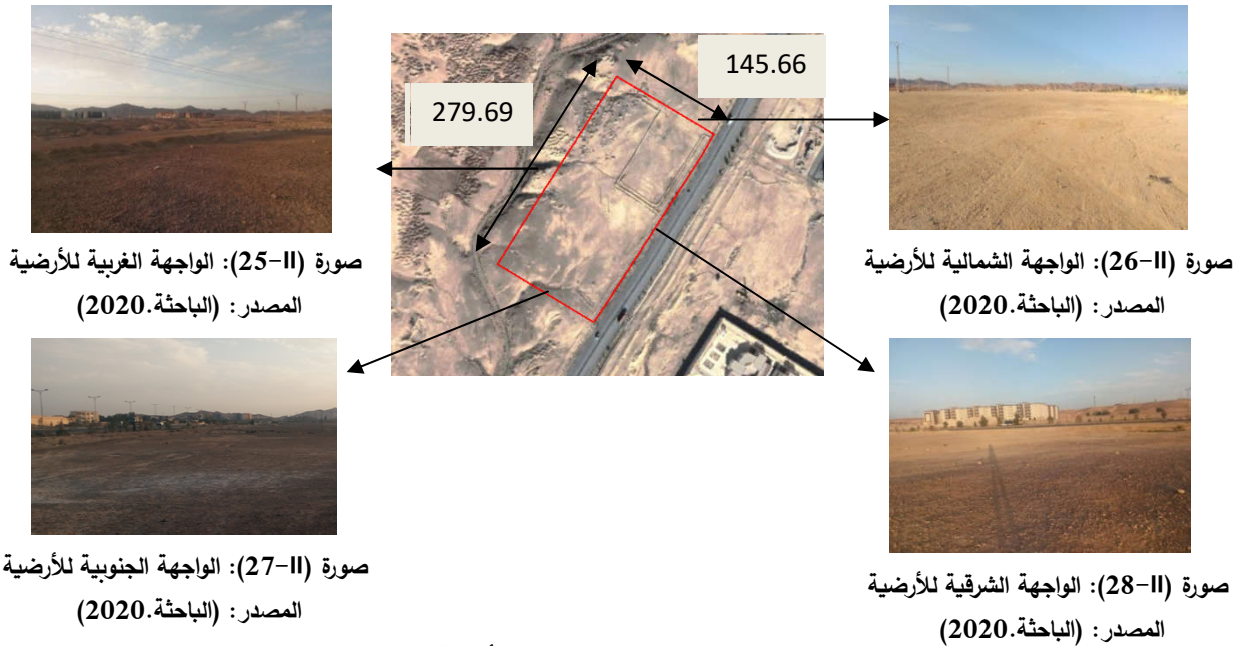 145.66
279.69
صورة (II-26): الواجهة الشمالية للأرضية
المصدر: (الباحثة.2020)
صورة (II-25): الواجهة الغربية للأرضية
المصدر: (الباحثة.2020)
صورة (II-28): الواجهة الشرقية للأرضية
المصدر: (الباحثة.2020)
صورة (II-27): الواجهة الجنوبية للأرضية
المصدر: (الباحثة.2020)